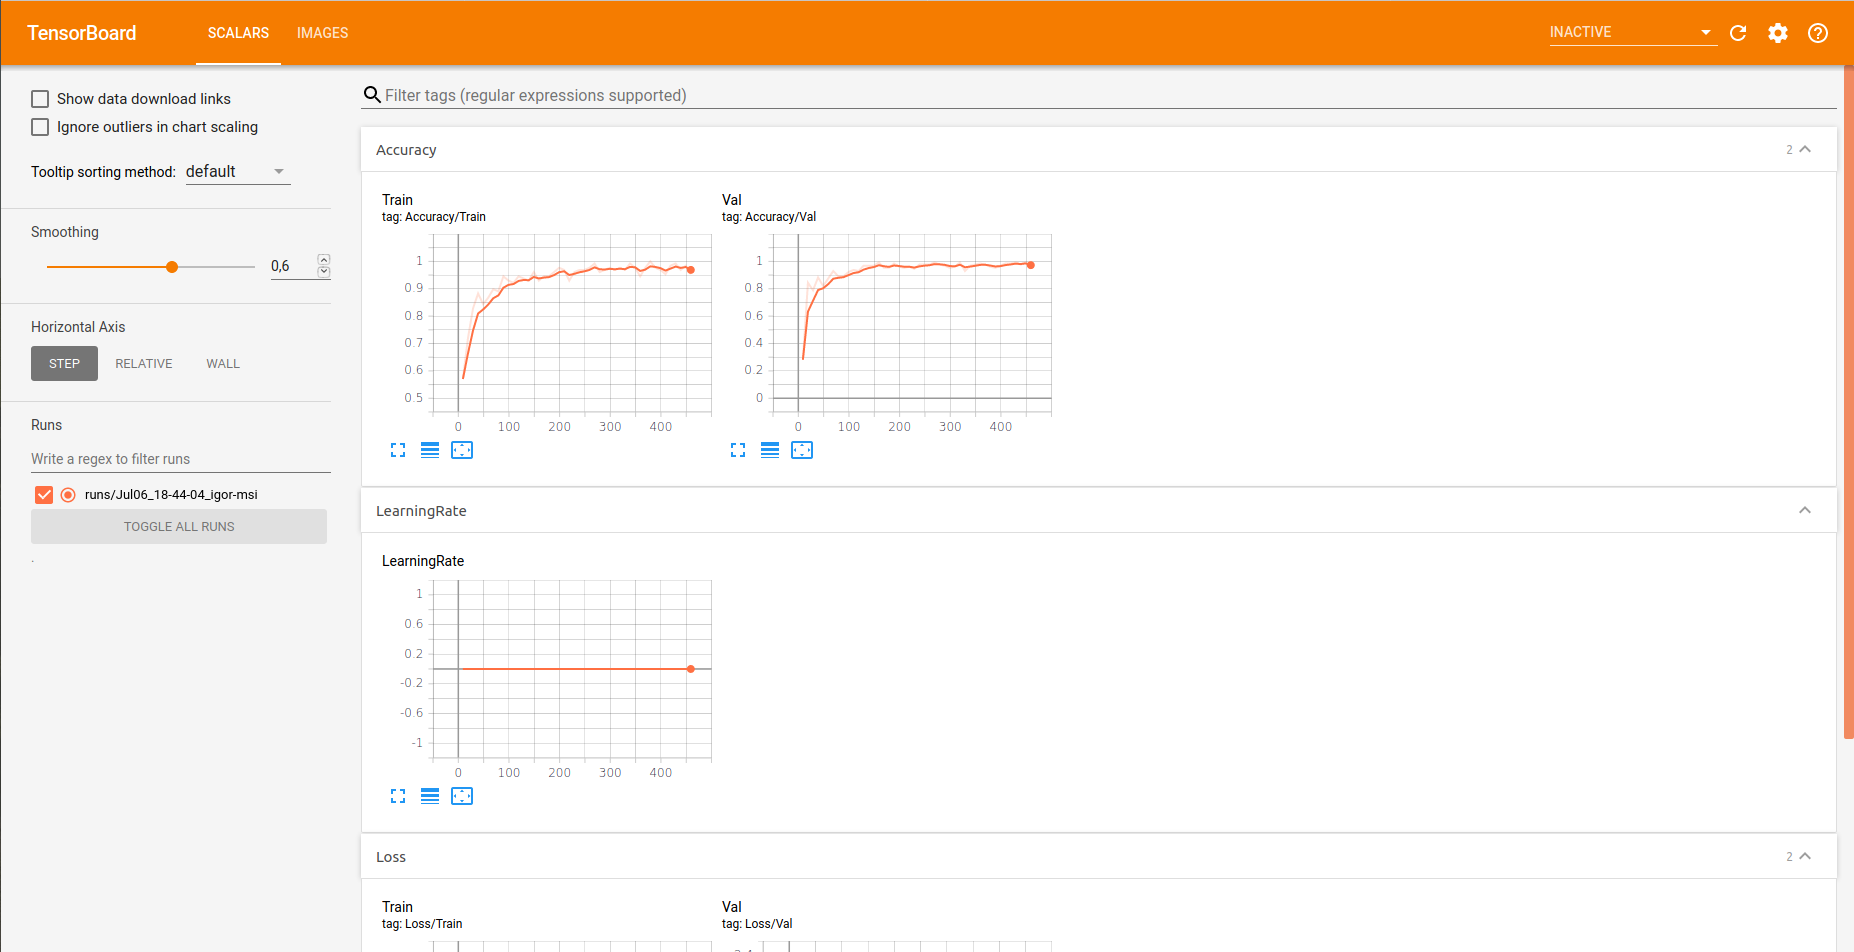 TensorBoard SCALARS IMAGES INACTIVE
Show data download links
Ignore outliers in chart scaling
Tooltip sorting method: default
Smoothing
0,6
Horizontal Axis
STEP RELATIVE WALL
Runs
Write a regex to filter runs
runs/Jul06_18-44-04_igor-msi
TOGGLE ALL RUNS
.
Filter tags (regular expressions supported)
Accuracy 2
Train
tag: Accuracy/Train
1
0.9
0.8
0.7
0.6
0.5
0 100 200 300 400
Val
tag: Accuracy/Val
1
0.8
0.6
0.4
0.2
0
0 100 200 300 400
LearningRate
LearningRate
1
0.6
0.2
-0.2
-0.6
-1
0 100 200 300 400
Loss 2
Train
tag: Loss/Train
Val
tag: Loss/Val